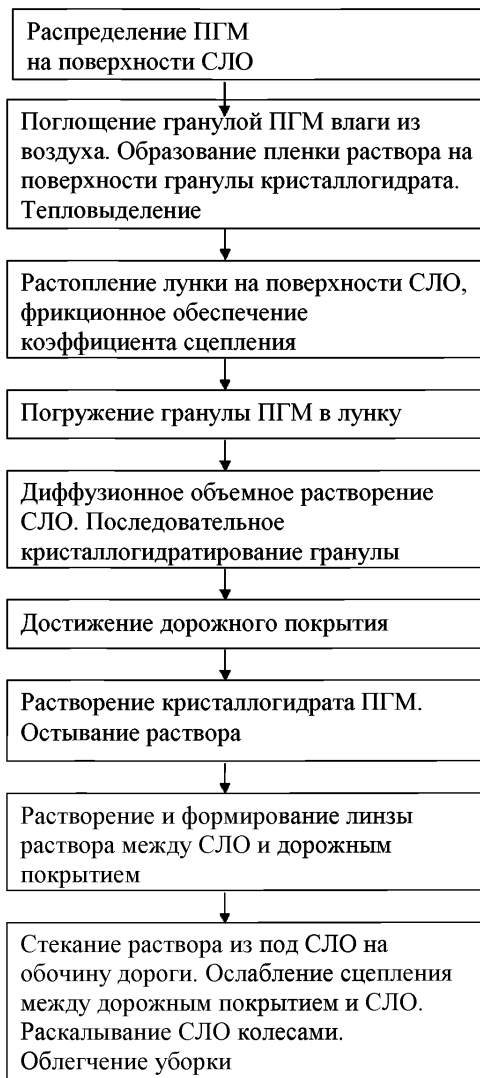 Распределение ПГМ
на поверхности СЛО
Поглощение гранулой ПГМ влаги из
воздуха. Образование пленки раствора на
поверхности гранулы кристаллогидрата.
Тепловыделение
Растопление лунки на поверхности СЛО,
фрикционное обеспечение
коэффициента сцепления
Погружение гранулы ПГМ в лунку
Диффузионное объемное растворение
СЛО. Последовательное
кристаллогидратирование гранулы
Достижение дорожного покрытия
Растворение кристаллогидрата ПГМ.
Остывание раствора
Растворение и формирование линзы
раствора между СЛО и дорожным
покрытием
Стекание раствора из под СЛО на
обочину дороги. Ослабление сцепления
между дорожным покрытием и СЛО.
Раскалывание СЛО колесами.
Облегчение уборки